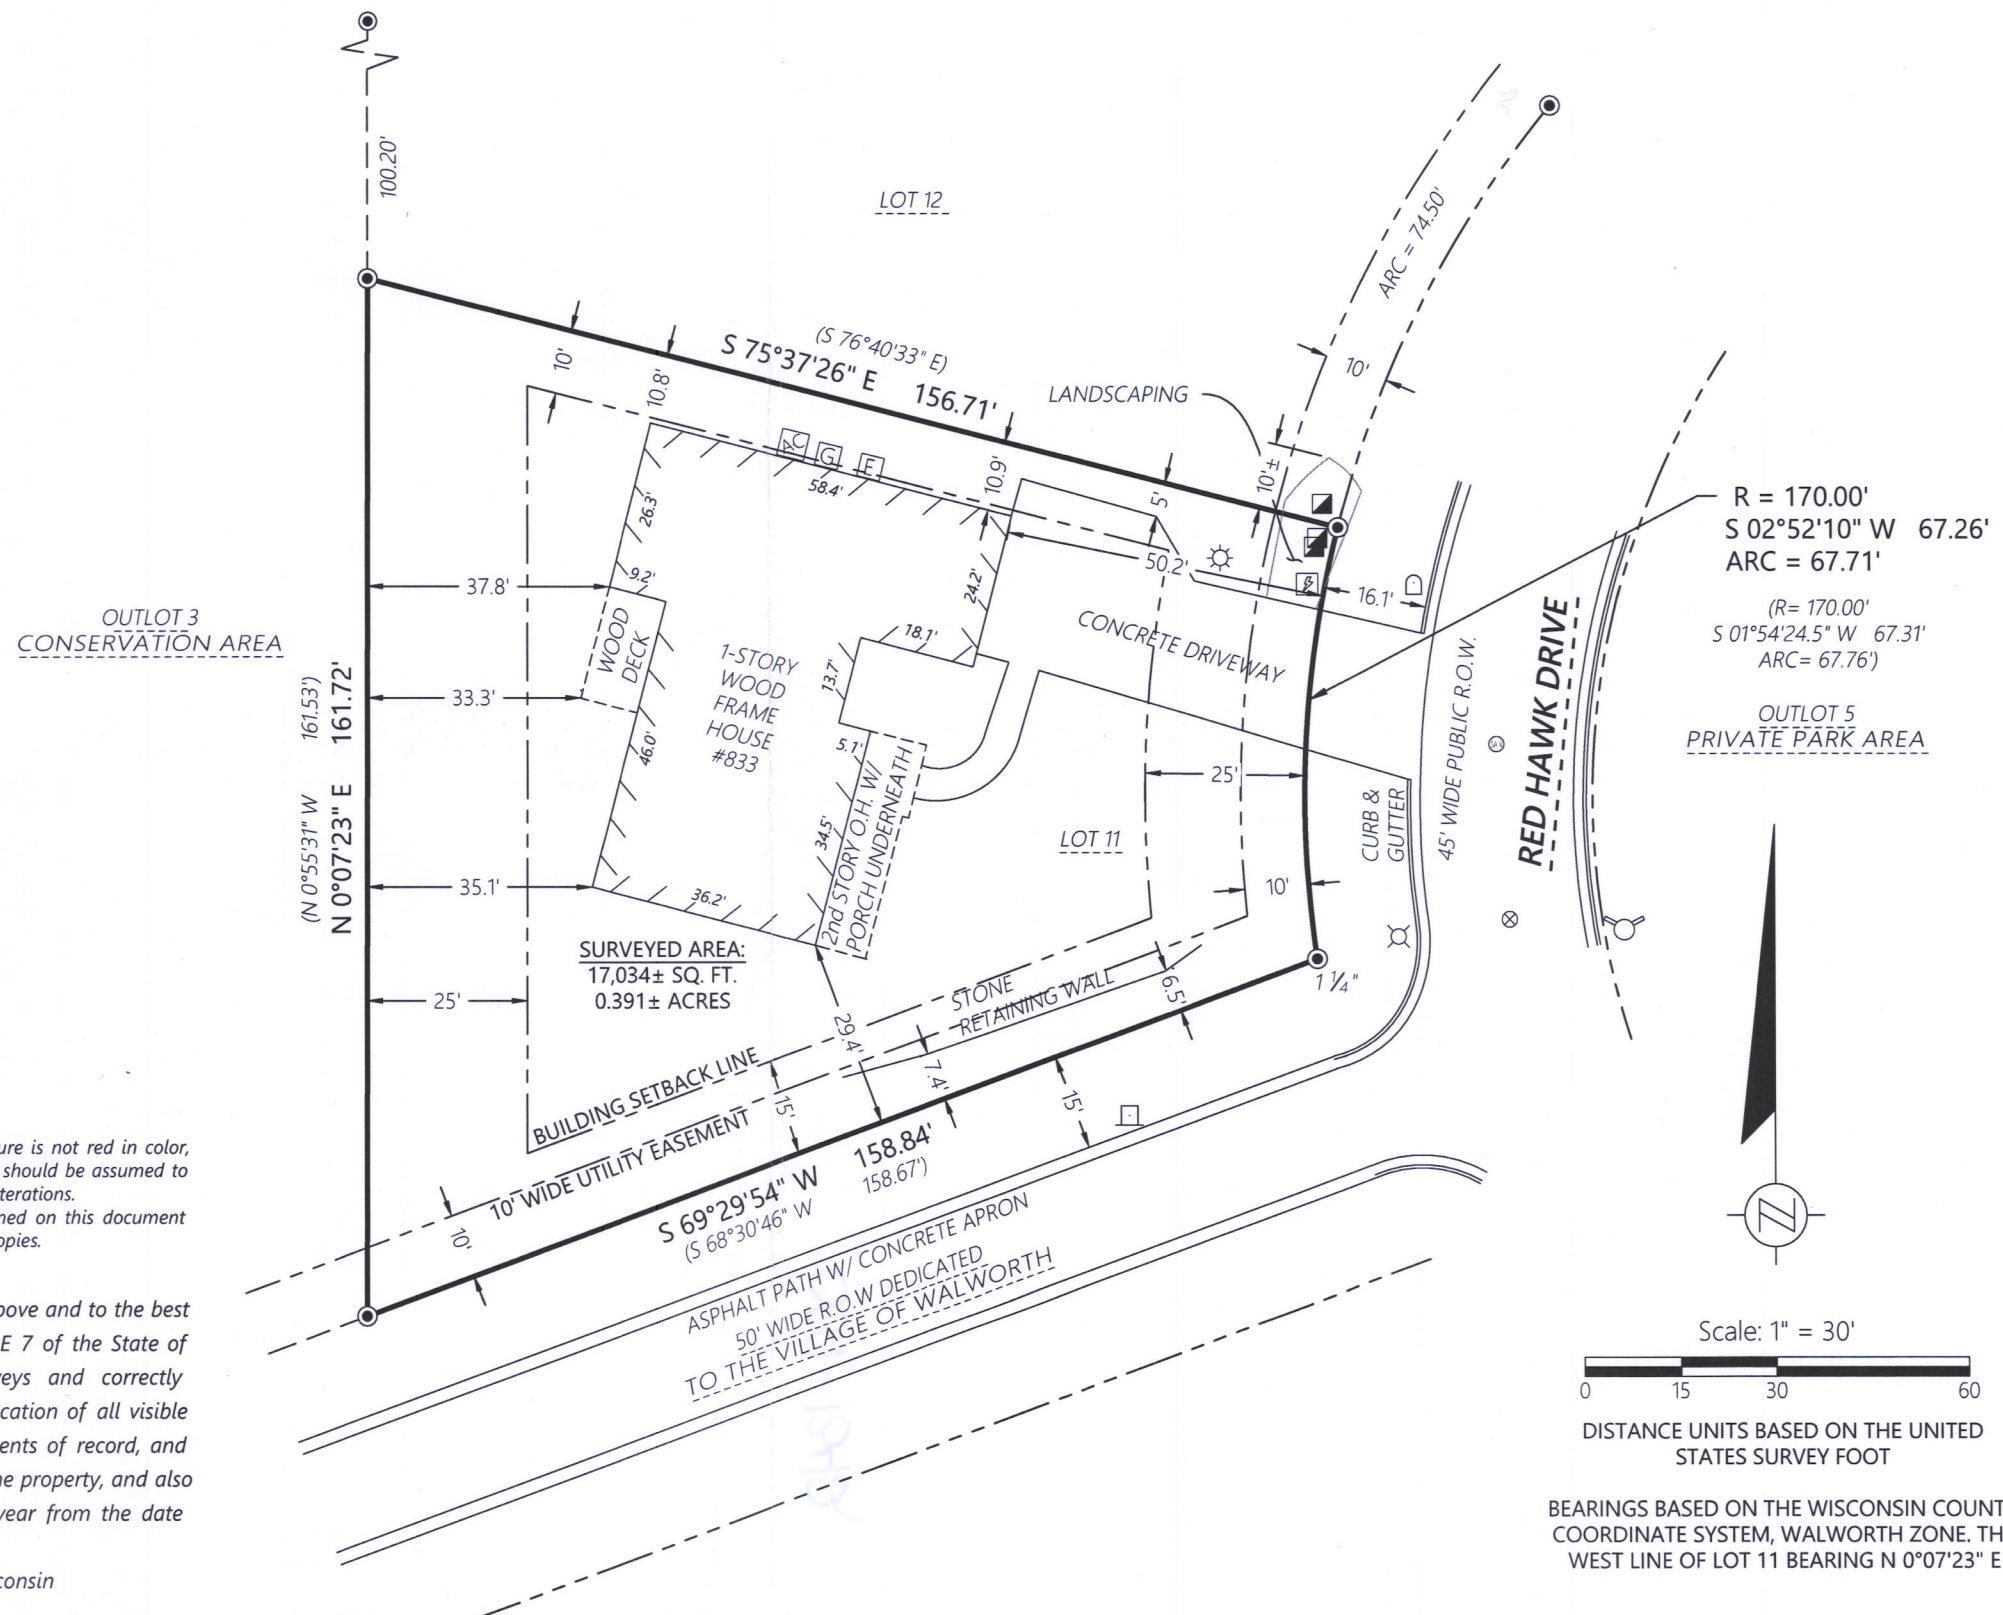 100.20'
LOT 12
ARC = 74.50'
10'
10.8'
(S 76°40'33" E)
S 75°37'26" E 156.71'
LANDSCAPING
10'
10'±
10.9'
5'
AC
G
E
58.4'
26.3'
50.2'
16.1'
24.2'
R = 170.00'
S 02°52'10" W 67.26'
ARC = 67.71'
(R= 170.00'
S 01°54'24.5" W 67.31'
ARC= 67.76')
OUTLOT 3
CONSERVATION AREA
37.8'
9.2'
WOOD
DECK
33.3'
18.1'
13.7'
CONCRETE DRIVEWAY
1-STORY
WOOD
FRAME
HOUSE
#833
46.0'
5.1'
34.5'
2nd STORY O.H. W/
PORCH UNDERNEATH
(N 0°55'31" W 161.53')
N 0°07'23" E 161.72'
35.1'
36.2'
25'
LOT 11
10'
CURB &
GUTTER
45' WIDE PUBLIC R.O.W.
SAN
RED HAWK DRIVE
OUTLOT 5
PRIVATE PARK AREA
SURVEYED AREA:
17,034± SQ. FT.
0.391± ACRES
25'
STONE
RETAINING WALL
6.5'
1 1/4"
29.4'
7.4'
15'
15'
BUILDING SETBACK LINE
10' WIDE UTILITY EASEMENT
10'
S 69°29'54" W 158.84'
(S 68°30'46" W 158.67')
ASPHALT PATH W/ CONCRETE APRON
50' WIDE R.O.W DEDICATED
TO THE VILLAGE OF WALWORTH
ure is not red in color,
should be assumed to
terations.
ned on this document
opies.
bove and to the best
E 7 of the State of
eys and correctly
cation of all visible
ents of record, and
he property, and also
year from the date
consin
N
Scale: 1" = 30'
0 15 30 60
DISTANCE UNITS BASED ON THE UNITED
STATES SURVEY FOOT
BEARINGS BASED ON THE WISCONSIN COUNT
COORDINATE SYSTEM, WALWORTH ZONE. TH
WEST LINE OF LOT 11 BEARING N 0°07'23" E